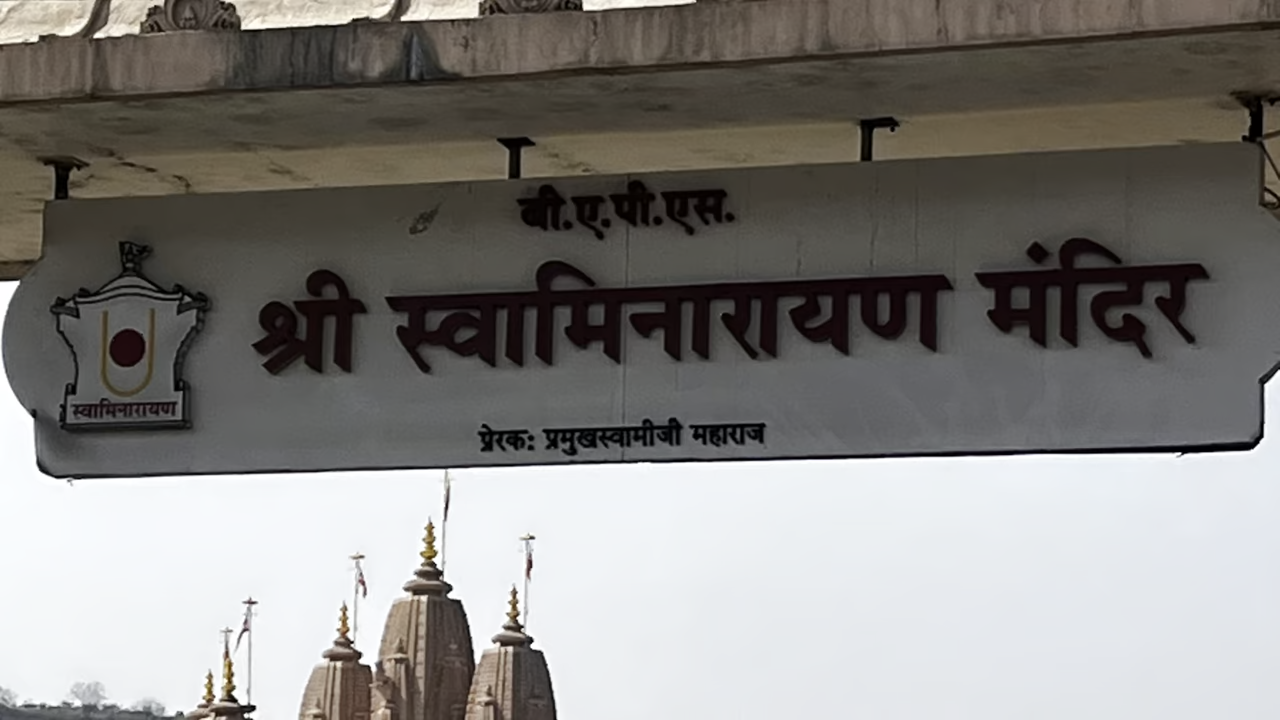 बी.ए.पी.एस.
श्री स्वामिनारायण मंदिर
स्वामिनारायण
प्रेरक: प्रमुखस्वामीजी महाराज